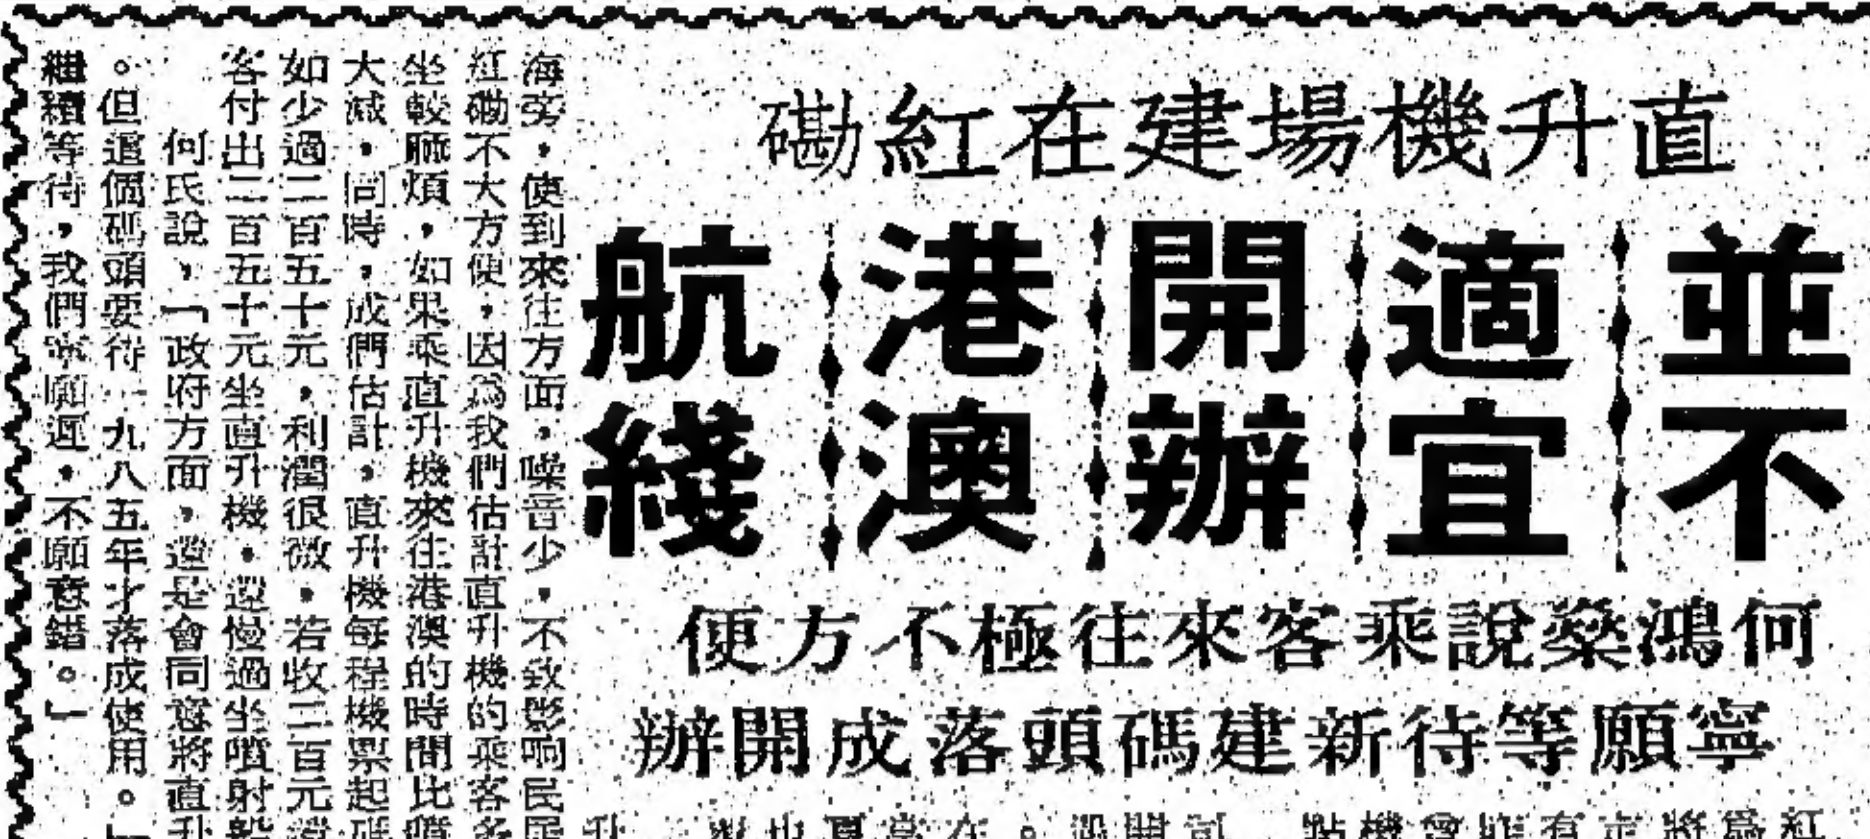 直升機場建在紅磡
並不適宜開辦港澳航綫
何鴻燊說乘客來往極不方便
寧願等待新建碼頭落成開辦
海旁，使到來往方面，噪音少，不致影响民居
紅磡不大方便，因為我們估計直升機的乘客多
坐較麻煩，如果乘直升機來往港澳的時間比噴
大減，同時，成們估計，直升機每程機票起碼
如少過二百五十元，利潤很微，若收二百元
客付出二百五十元坐直升機，還慢過坐噴射船
何氏說，「政府方面，還是會同意將直升
。但這個碼頭要待一九八五年才落成使用。」
繼續等待，我們寧願遲，不願意錯。」